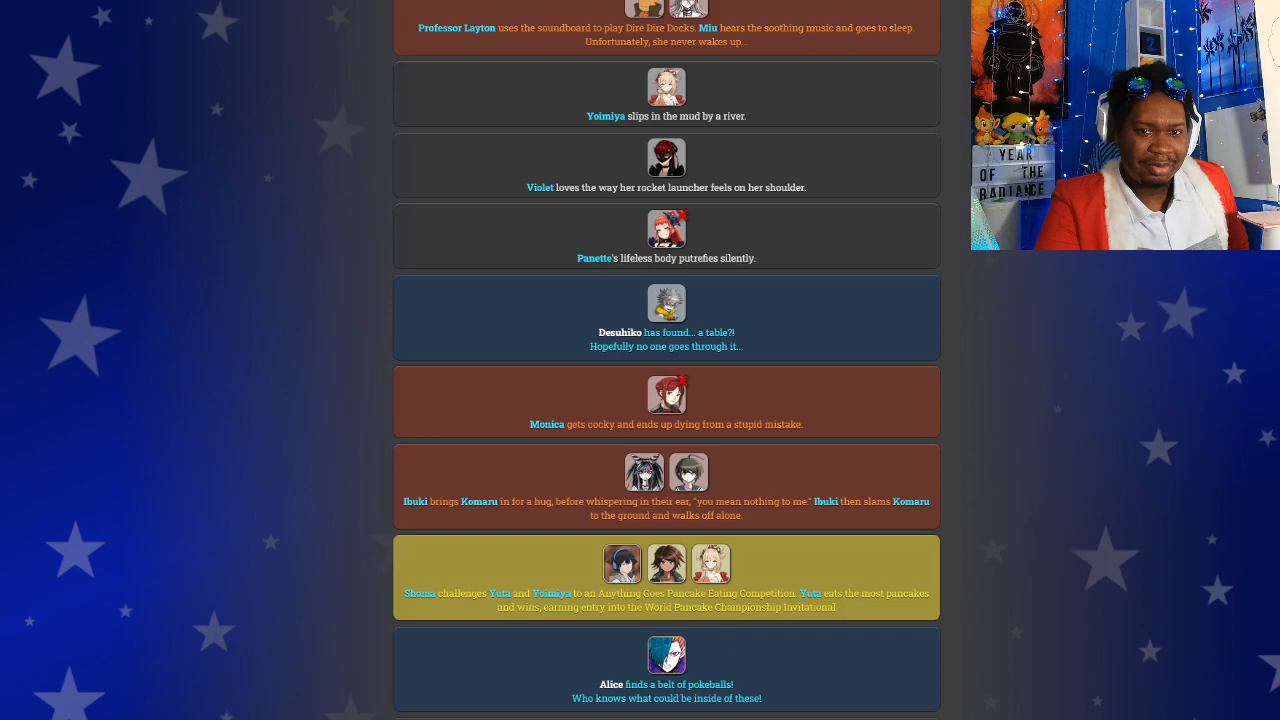 Professor Layton uses the soundboard to play Dire Dire Docks. Miu hears the soothing music and goes to sleep.
Unfortunately, she never wakes up...
Yoimiya slips in the mud by a river.
Violet loves the way her rocket launcher feels on her shoulder.
Panette's lifeless body putrefies silently.
Desuhiko has found... a table?!
Hopefully no one goes through it...
Monica gets cocky and ends up dying from a stupid mistake.
Ibuki brings Komaru in for a hug, before whispering in their ear, "you mean nothing to me." Ibuki then slams Komaru
to the ground and walks off alone.
Shoma challenges Yuta and Yoimiya to an Anything Goes Pancake Eating Competition. Yuta eats the most pancakes
and wins, earning entry into the World Pancake Championship Invitational
Alice finds a belt of pokeballs!
Who knows what could be inside of these!
2
YEAR
OF THE
RADIANCE